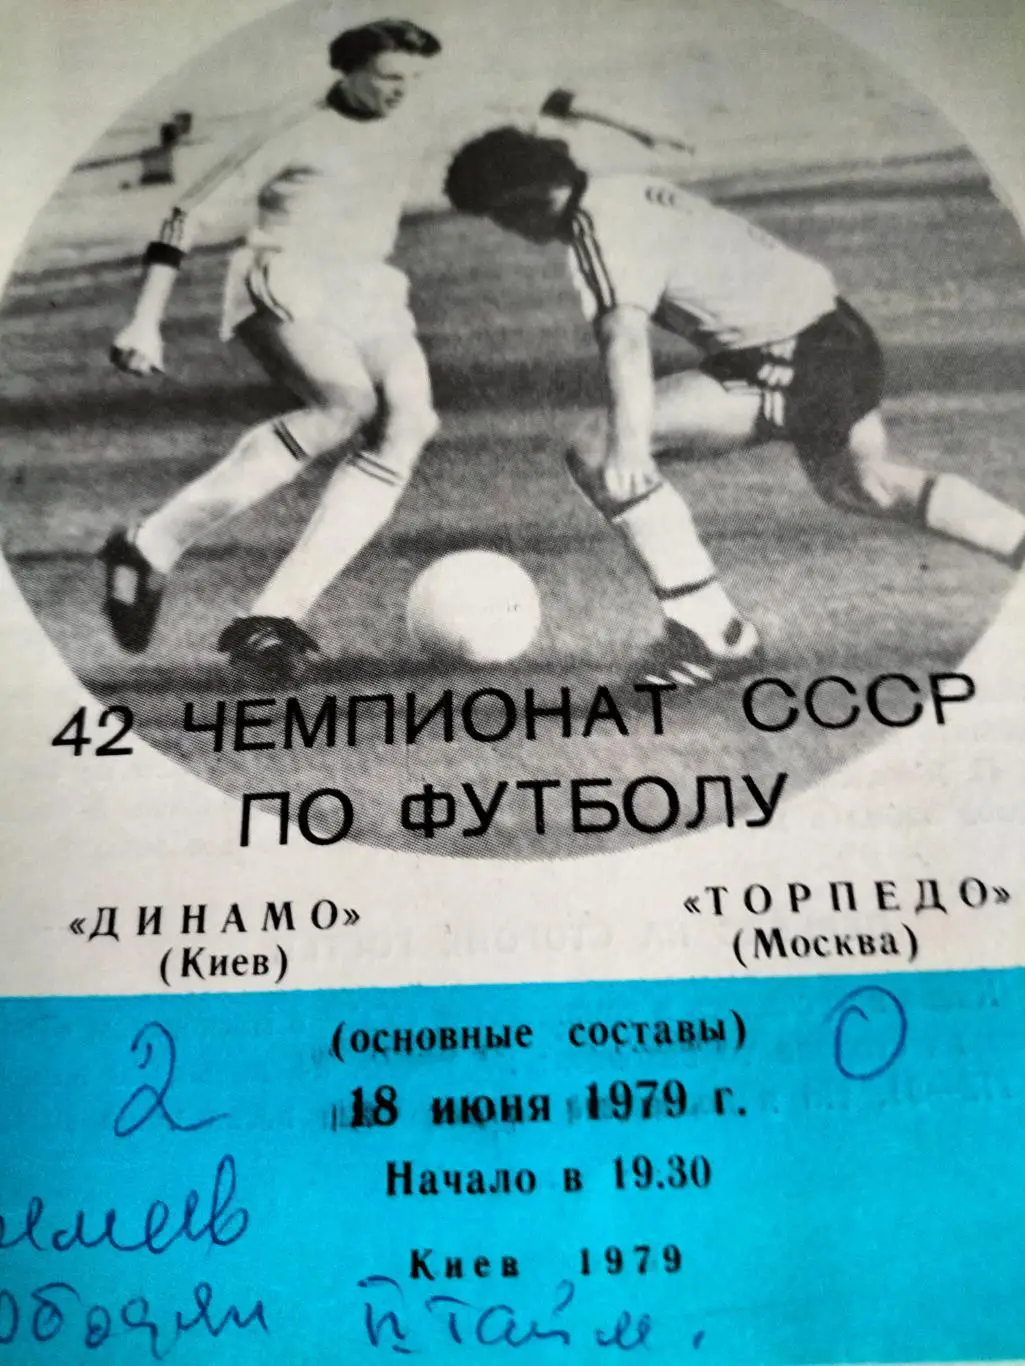 42 ЧЕМПИОНАТ СССР
ПО ФУТБОЛУ
«ДИНАМО» «ТОРПЕДО»
(Киев) (Москва)
2 (основные составы) 0
18 июня 1979 г.
Начало в 19.30
Киев 1979
тайм.